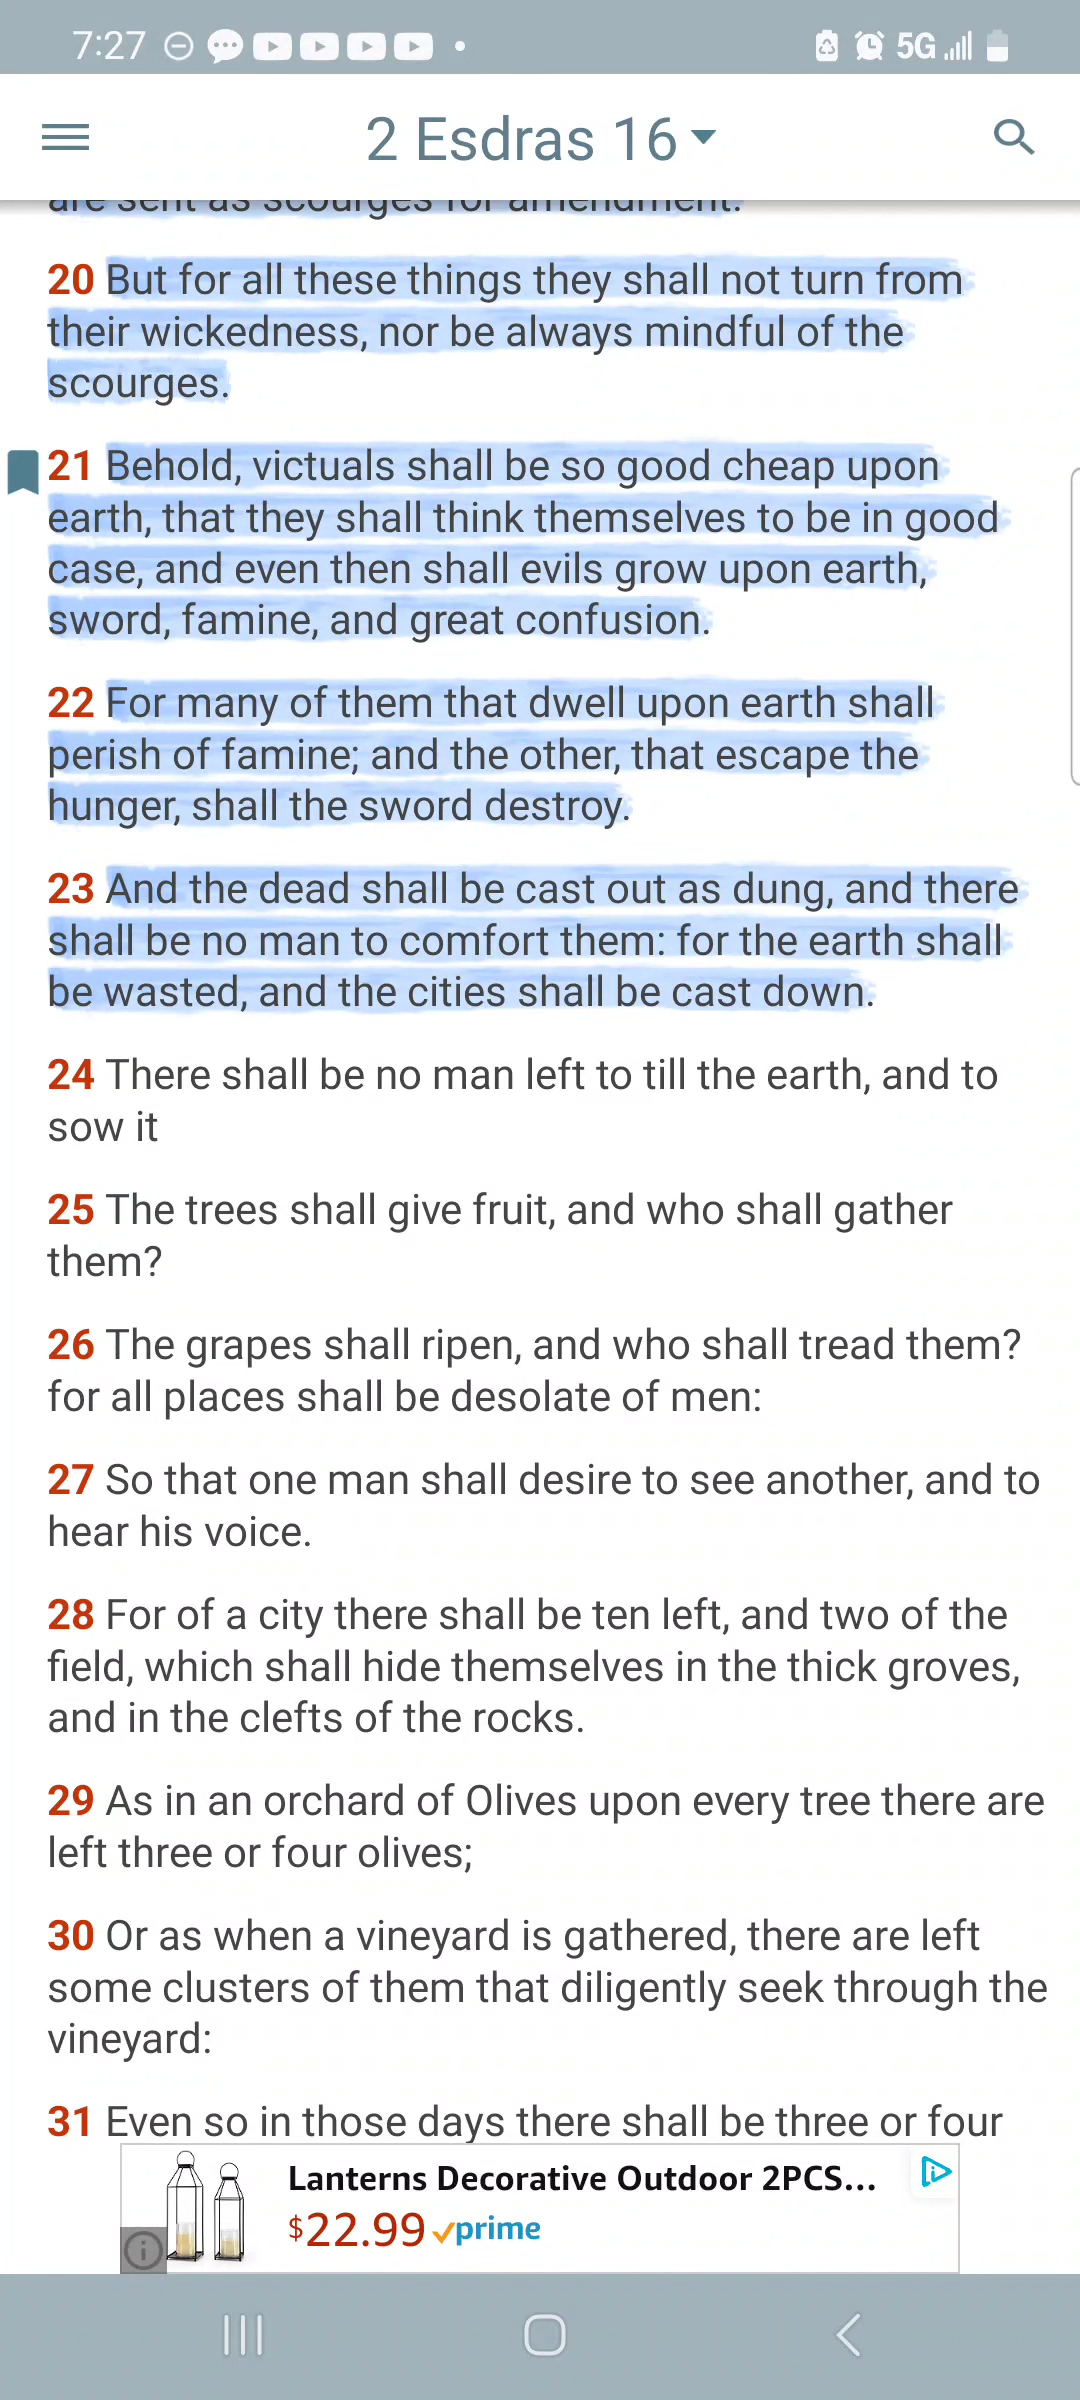 7:27
5G
2 Esdras 16
are sent as scourges for amendment.
20 But for all these things they shall not turn from
their wickedness, nor be always mindful of the
scourges.
21 Behold, victuals shall be so good cheap upon
earth, that they shall think themselves to be in good
case, and even then shall evils grow upon earth,
sword, famine, and great confusion.
22 For many of them that dwell upon earth shall
perish of famine; and the other, that escape the
hunger, shall the sword destroy.
23 And the dead shall be cast out as dung, and there
shall be no man to comfort them: for the earth shall
be wasted, and the cities shall be cast down.
24 There shall be no man left to till the earth, and to
sow it
25 The trees shall give fruit, and who shall gather
them?
26 The grapes shall ripen, and who shall tread them?
for all places shall be desolate of men:
27 So that one man shall desire to see another, and to
hear his voice.
28 For of a city there shall be ten left, and two of the
field, which shall hide themselves in the thick groves,
and in the clefts of the rocks.
29 As in an orchard of Olives upon every tree there are
left three or four olives;
30 Or as when a vineyard is gathered, there are left
some clusters of them that diligently seek through the
vineyard:
31 Even so in those days there shall be three or four
Lanterns Decorative Outdoor 2PCS...
$22.99 prime